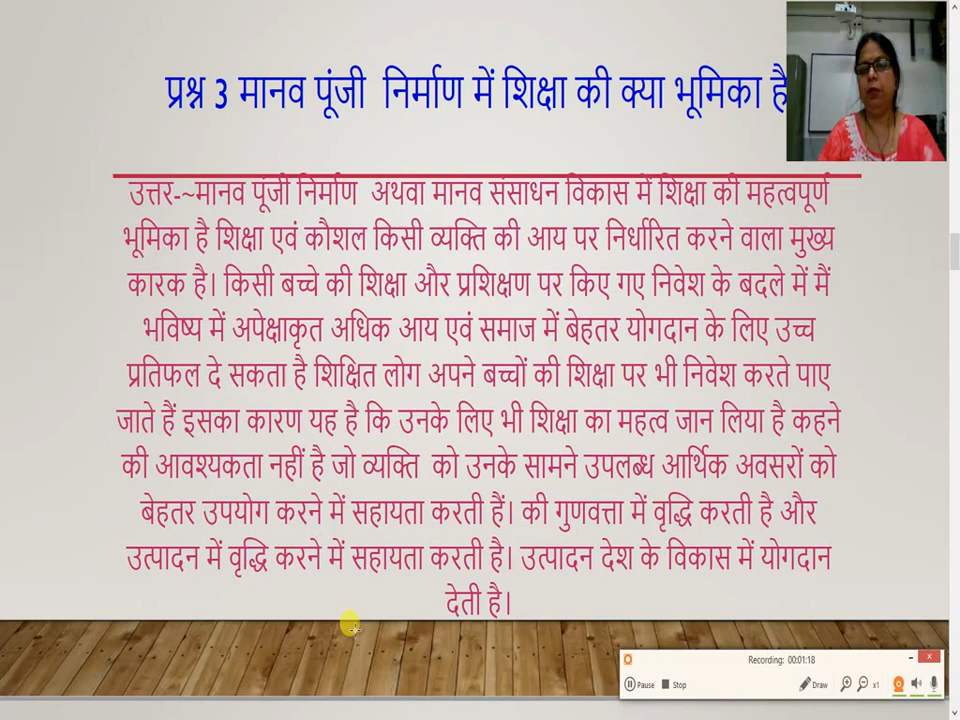 प्रश्न 3 मानव पूंजी  निर्माण में शिक्षा की क्या भूमिका है
उत्तर-~मानव पूंजी निर्माण  अथवा मानव संसाधन विकास में शिक्षा की महत्वपूर्ण
भूमिका है शिक्षा एवं कौशल किसी व्यक्ति की आय पर निर्धारित करने वाला मुख्य
कारक है। किसी बच्चे की शिक्षा और प्रशिक्षण पर किए गए निवेश के बदले में मैं
भविष्य में अपेक्षाकृत अधिक आय एवं समाज में बेहतर योगदान के लिए उच्च
प्रतिफल दे सकता है शिक्षित लोग अपने बच्चों की शिक्षा पर भी निवेश करते पाए
जाते हैं इसका कारण यह है कि उनके लिए भी शिक्षा का महत्व जान लिया है कहने
की आवश्यकता नहीं है जो व्यक्ति  को उनके सामने उपलब्ध आर्थिक अवसरों को
बेहतर उपयोग करने में सहायता करती हैं। की गुणवत्ता में वृद्धि करती है और
उत्पादन में वृद्धि करने में सहायता करती है। उत्पादन देश के विकास में योगदान
देती है।
Recording: 00:01:18
Pause Stop Draw x1